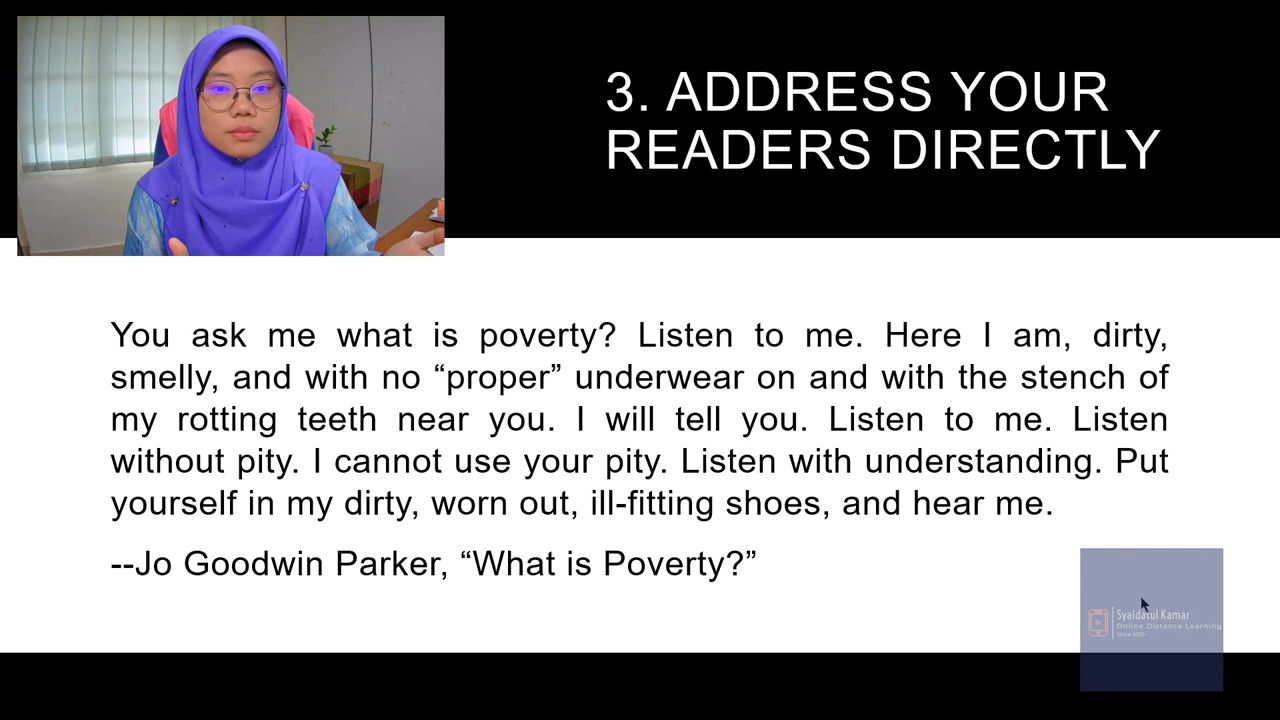 3. ADDRESS YOUR
READERS DIRECTLY
You ask me what is poverty? Listen to me. Here I am, dirty,
smelly, and with no “proper” underwear on and with the stench of
my rotting teeth near you. I will tell you. Listen to me. Listen
without pity. I cannot use your pity. Listen with understanding. Put
yourself in my dirty, worn out, ill-fitting shoes, and hear me.
--Jo Goodwin Parker, “What is Poverty?”
Syaidatul Kamar
Online Distance Learning
Since 2020